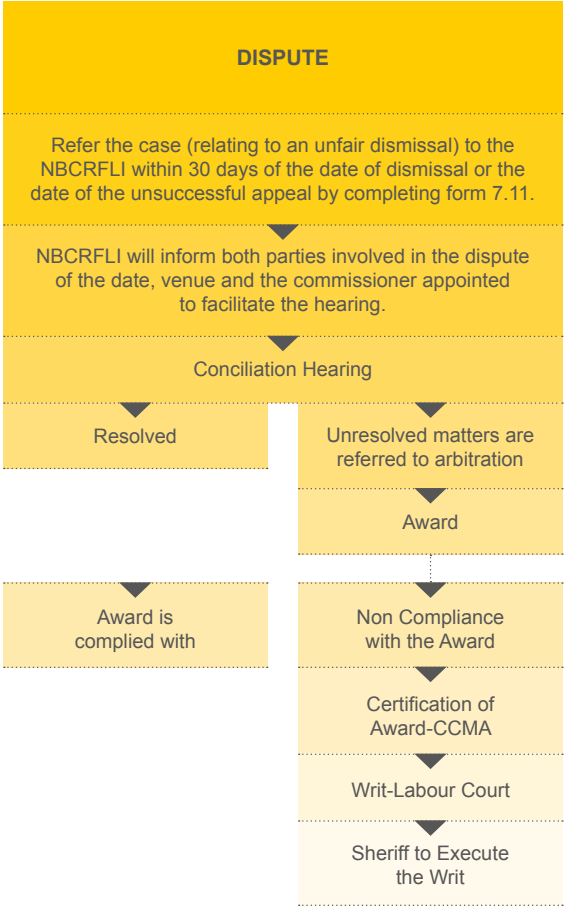 DISPUTE
Refer the case (relating to an unfair dismissal) to the
NBCRFLI within 30 days of the date of dismissal or the
date of the unsuccessful appeal by completing form 7.11.
NBCRFLI will inform both parties involved in the dispute
of the date, venue and the commissioner appointed
to facilitate the hearing.
Conciliation Hearing
Resolved
Unresolved matters are
referred to arbitration
Award
Award is
complied with
Non Compliance
with the Award
Certification of
Award-CCMA
Writ-Labour Court
Sheriff to Execute
the Writ